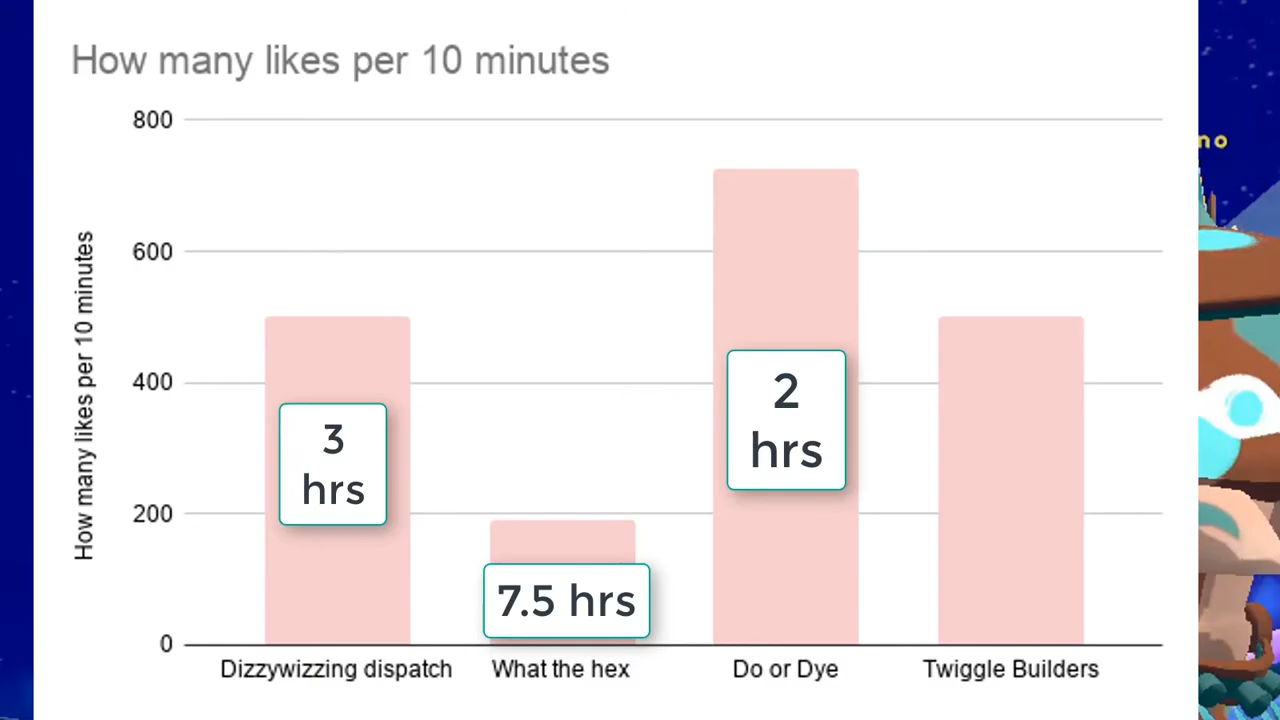 How many likes per 10 minutes
How many likes per 10 minutes
800
600
400
200
0
3
hrs
7.5 hrs
2
hrs
Dizzywizzing dispatch
What the hex
Do or Dye
Twiggle Builders
no